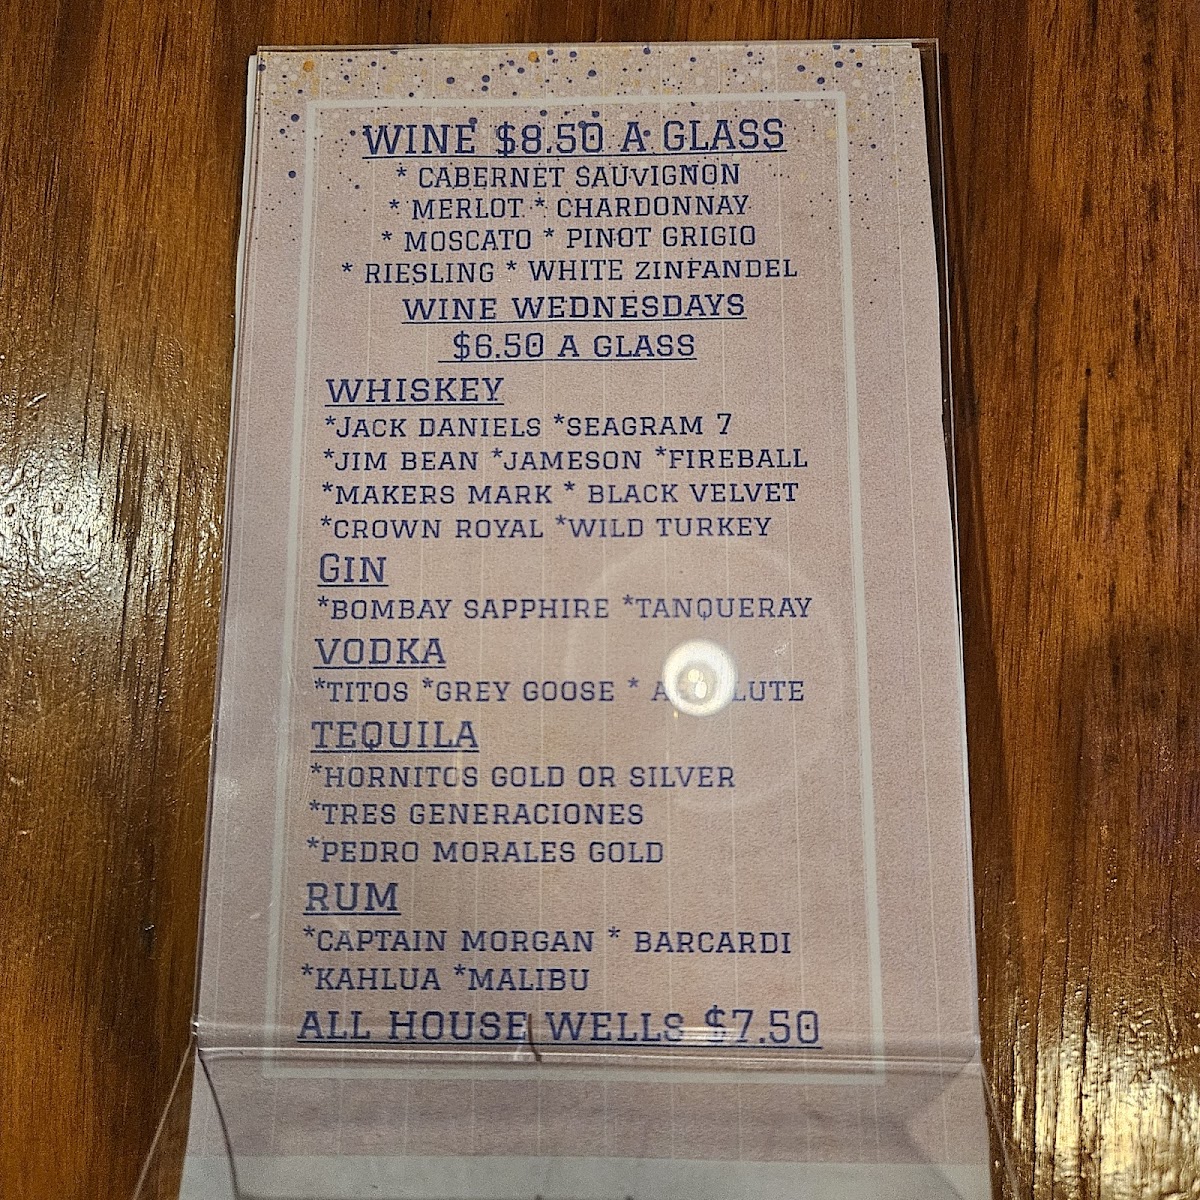 WINE $8.50 A GLASS
* CABERNET SAUVIGNON
* MERLOT * CHARDONNAY
* MOSCATO * PINOT GRIGIO
* RIESLING * WHITE ZINFANDEL
WINE WEDNESDAYS
$6.50 A GLASS
WHISKEY
*JACK DANIELS *SEAGRAM 7
*JIM BEAN *JAMESON *FIREBALL
*MAKERS MARK * BLACK VELVET
*CROWN ROYAL *WILD TURKEY
GIN
*BOMBAY SAPPHIRE *TANQUERAY
VODKA
*TITOS *GREY GOOSE *
TEQUILA
*HORNITOS GOLD OR SILVER
*TRES GENERACIONES
*PEDRO MORALES GOLD
RUM
*CAPTAIN MORGAN * BARCARDI
*KAHLUA *MALIBU
ALL HOUSE WELLS $7.50